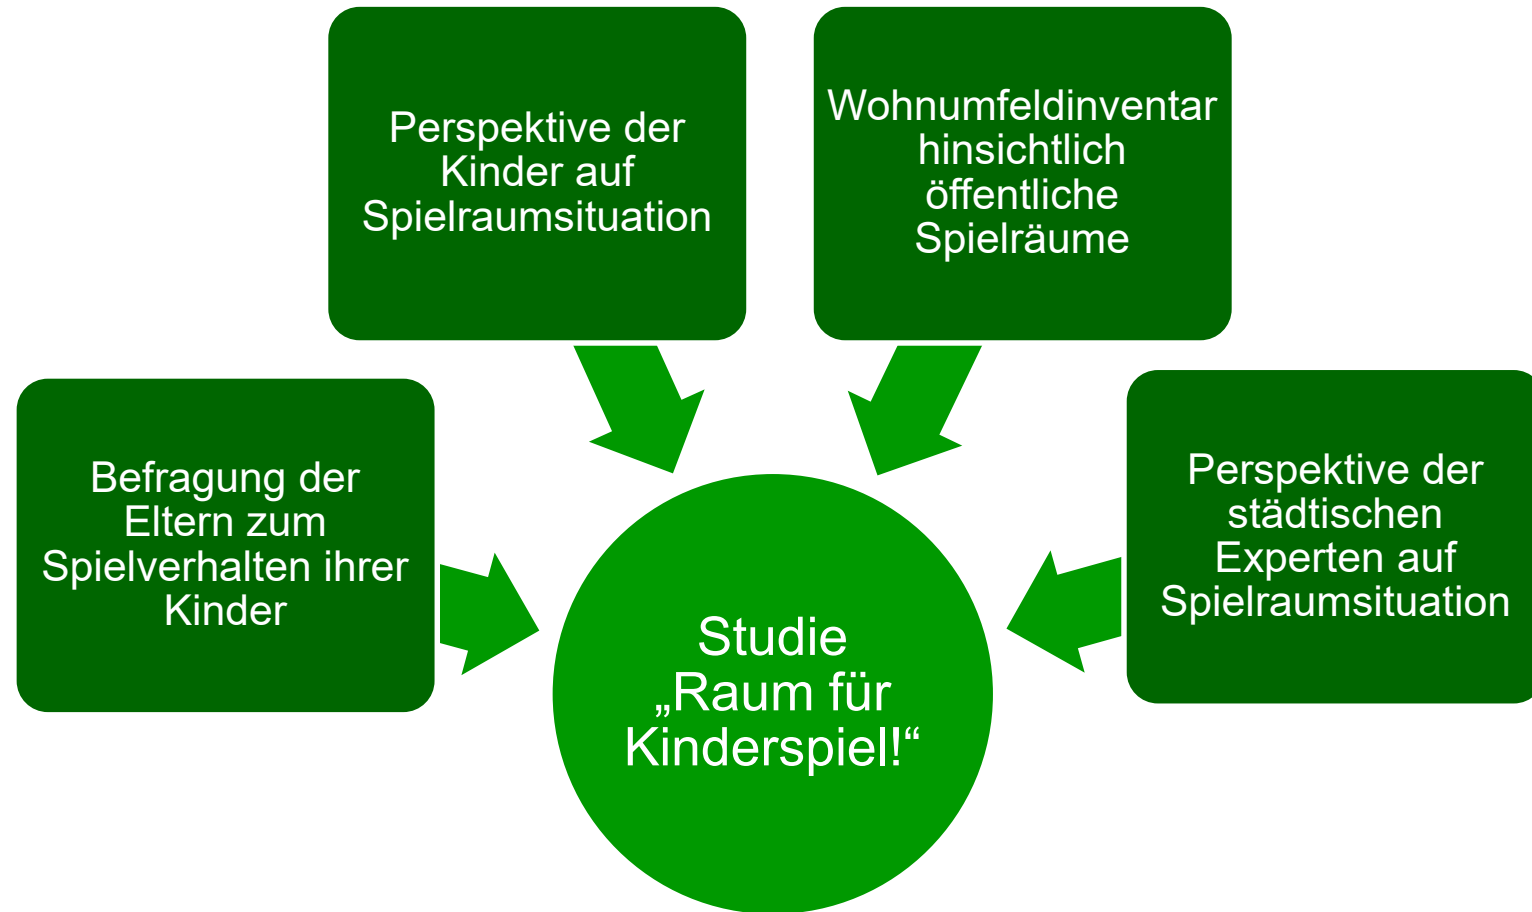 Perspektive der
Kinder auf
Spielraumsituation
Wohnumfeldinventar
hinsichtlich
öffentliche
Spielräume
Befragung der
Eltern zum
Spielverhalten ihrer
Kinder
Perspektive der
städtischen
Experten auf
Spielraumsituation
Studie
„Raum für
Kinderspiel!“